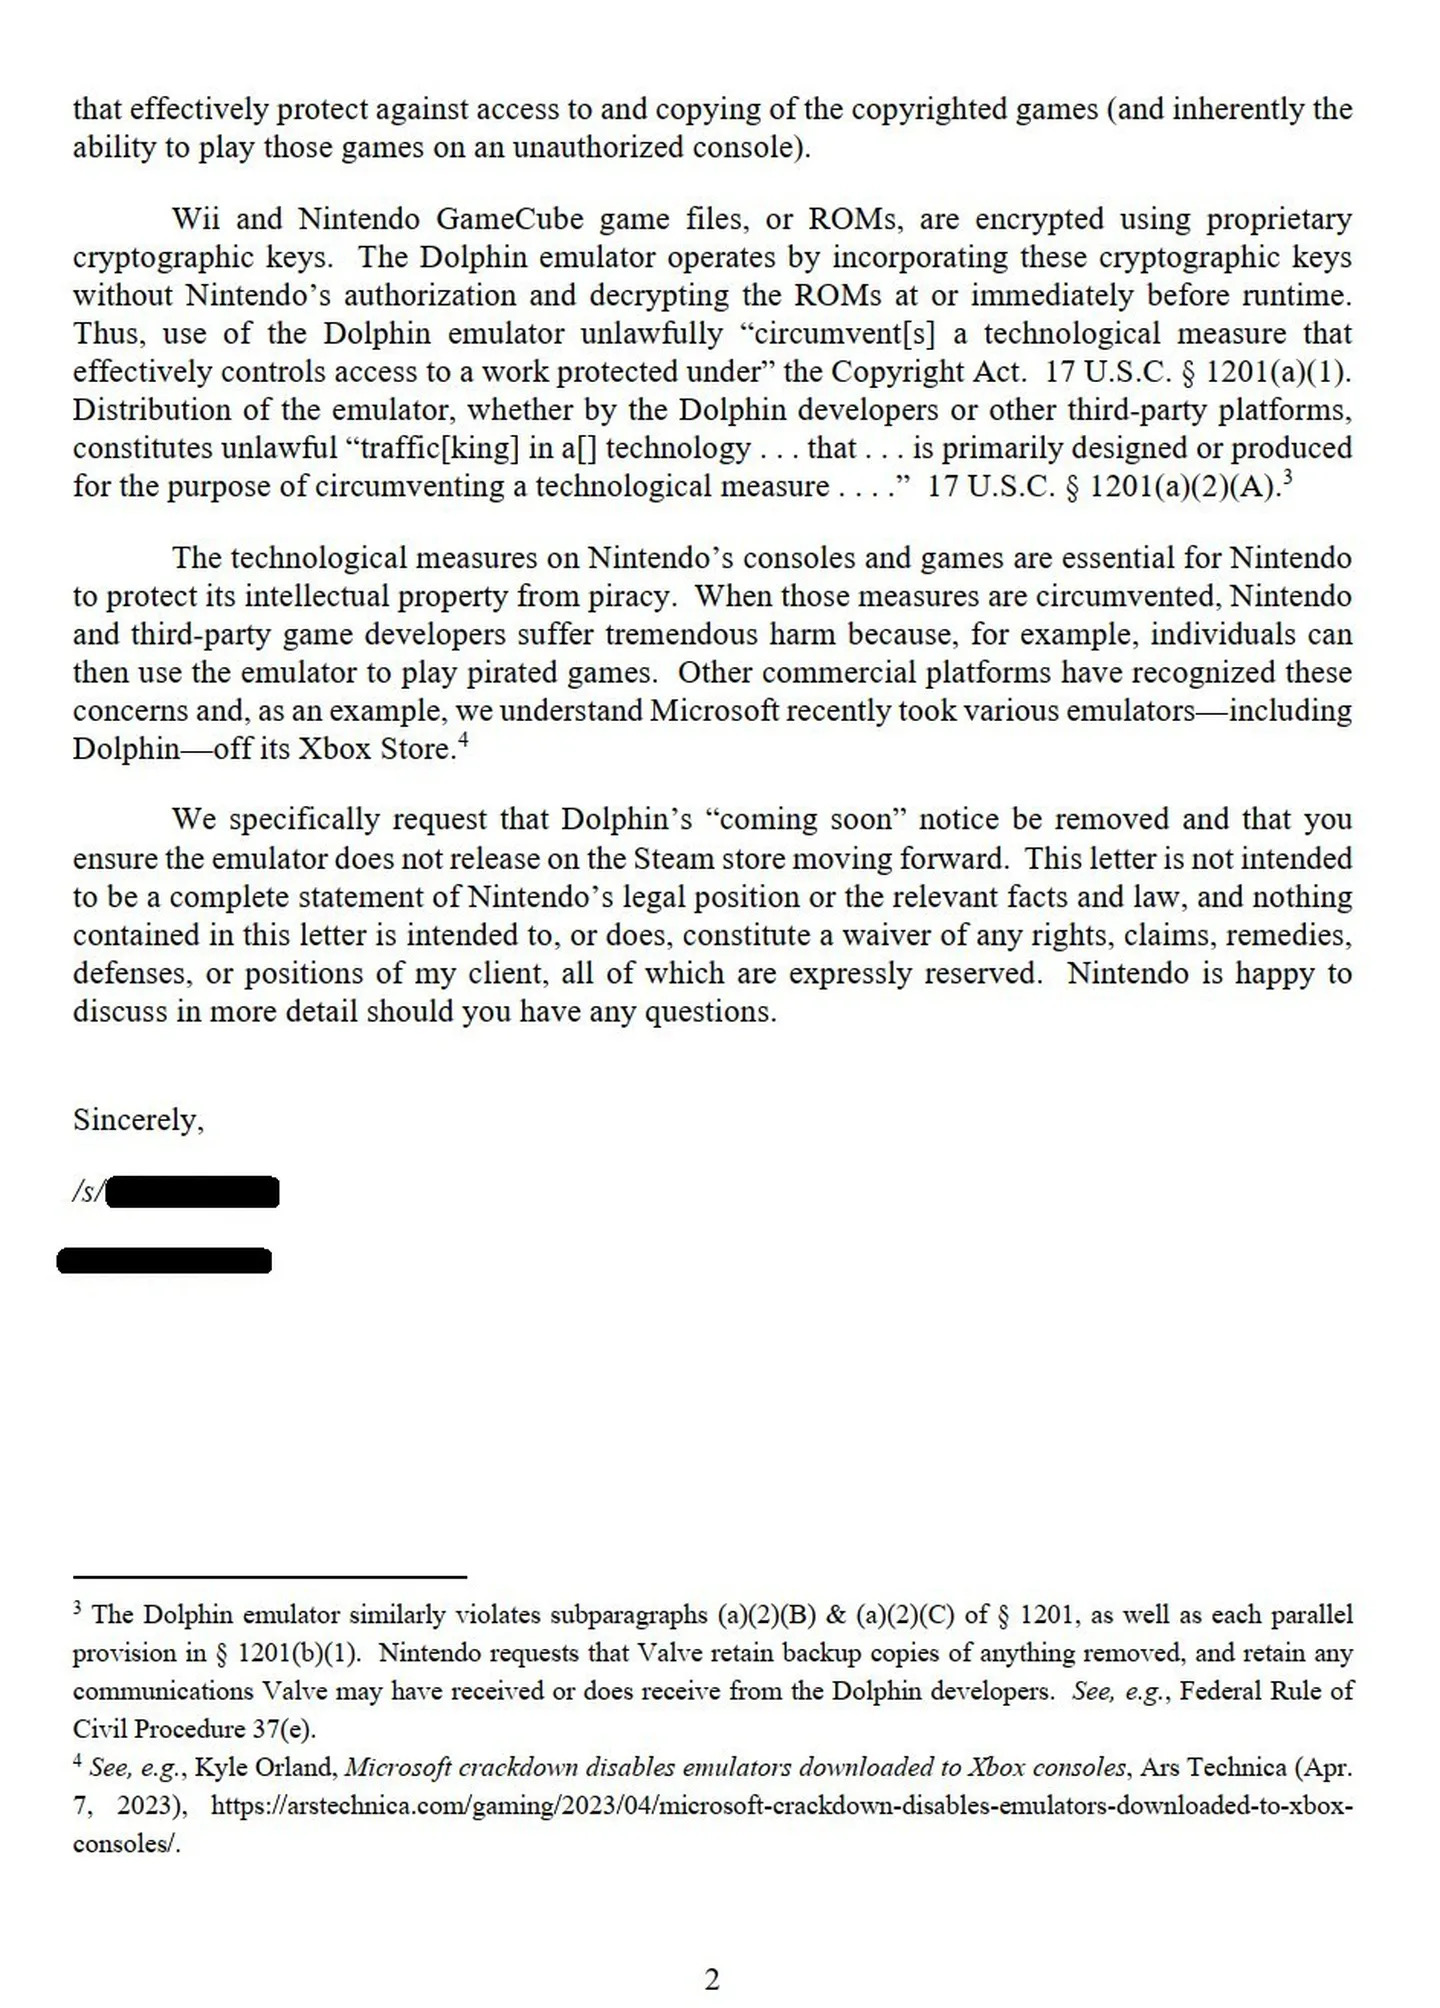 that effectively protect against access to and copying of the copyrighted games (and inherently the
ability to play those games on an unauthorized console).
Wii and Nintendo GameCube game files, or ROMs, are encrypted using proprietary
cryptographic keys. The Dolphin emulator operates by incorporating these cryptographic keys
without Nintendo’s authorization and decrypting the ROMs at or immediately before runtime.
Thus, use of the Dolphin emulator unlawfully “circumvent[s] a technological measure that
effectively controls access to a work protected under” the Copyright Act. 17 U.S.C. § 1201(a)(1).
Distribution of the emulator, whether by the Dolphin developers or other third-party platforms,
constitutes unlawful “traffic[king] in a[] technology . . . that . . . is primarily designed or produced
for the purpose of circumventing a technological measure . . . .” 17 U.S.C. § 1201(a)(2)(A).³
The technological measures on Nintendo’s consoles and games are essential for Nintendo
to protect its intellectual property from piracy. When those measures are circumvented, Nintendo
and third-party game developers suffer tremendous harm because, for example, individuals can
then use the emulator to play pirated games. Other commercial platforms have recognized these
concerns and, as an example, we understand Microsoft recently took various emulators—including
Dolphin—off its Xbox Store.⁴
We specifically request that Dolphin’s “coming soon” notice be removed and that you
ensure the emulator does not release on the Steam store moving forward. This letter is not intended
to be a complete statement of Nintendo’s legal position or the relevant facts and law, and nothing
contained in this letter is intended to, or does, constitute a waiver of any rights, claims, remedies,
defenses, or positions of my client, all of which are expressly reserved. Nintendo is happy to
discuss in more detail should you have any questions.
Sincerely,
/s/
³ The Dolphin emulator similarly violates subparagraphs (a)(2)(B) & (a)(2)(C) of § 1201, as well as each parallel
provision in § 1201(b)(1). Nintendo requests that Valve retain backup copies of anything removed, and retain any
communications Valve may have received or does receive from the Dolphin developers. See, e.g., Federal Rule of
Civil Procedure 37(e).
⁴ See, e.g., Kyle Orland, Microsoft crackdown disables emulators downloaded to Xbox consoles, Ars Technica (Apr.
7, 2023), https://arstechnica.com/gaming/2023/04/microsoft-crackdown-disables-emulators-downloaded-to-xbox-
consoles/.
2